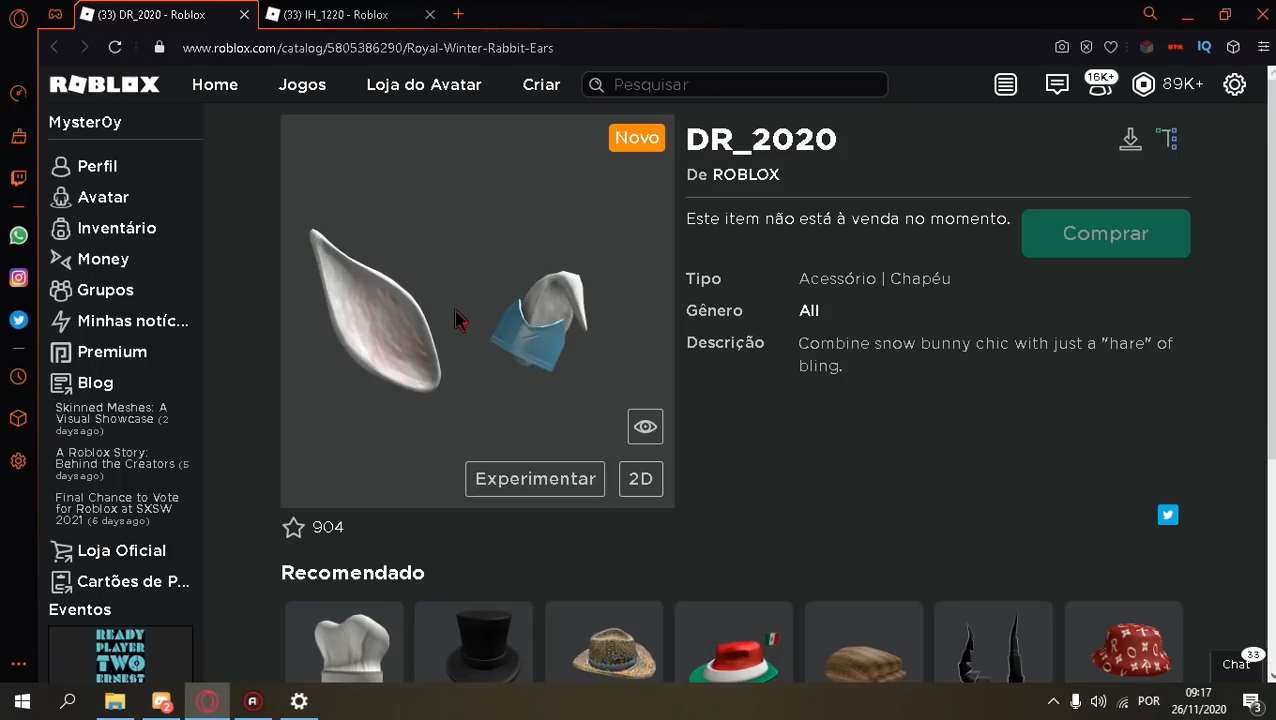 (33) DR_2020 - Roblox
(33) IH_1220 - Roblox
www.roblox.com/catalog/5805386290/Royal-Winter-Rabbit-Ears
IQ
ROBLOX
Home
Jogos
Loja do Avatar
Criar
Pesquisar
16K+
89K+
Myster0y
Perfil
Avatar
Inventário
Money
Grupos
Minhas notíc...
Premium
Blog
Skinned Meshes: A
Visual Showcase (2
days ago)
A Roblox Story:
Behind the Creators (5
days ago)
Final Chance to Vote
for Roblox at SXSW
2021 (6 days ago)
Loja Oficial
Cartões de P...
Eventos
READY
PLAYER
TWO
ERNEST
Novo
Experimentar
2D
904
DR_2020
De ROBLOX
Este item não está à venda no momento.
Comprar
Tipo
Acessório | Chapéu
Gênero
All
Descrição
Combine snow bunny chic with just a "hare" of
bling.
Recomendado
Chat
33
POR
09:17
26/11/2020
3
2